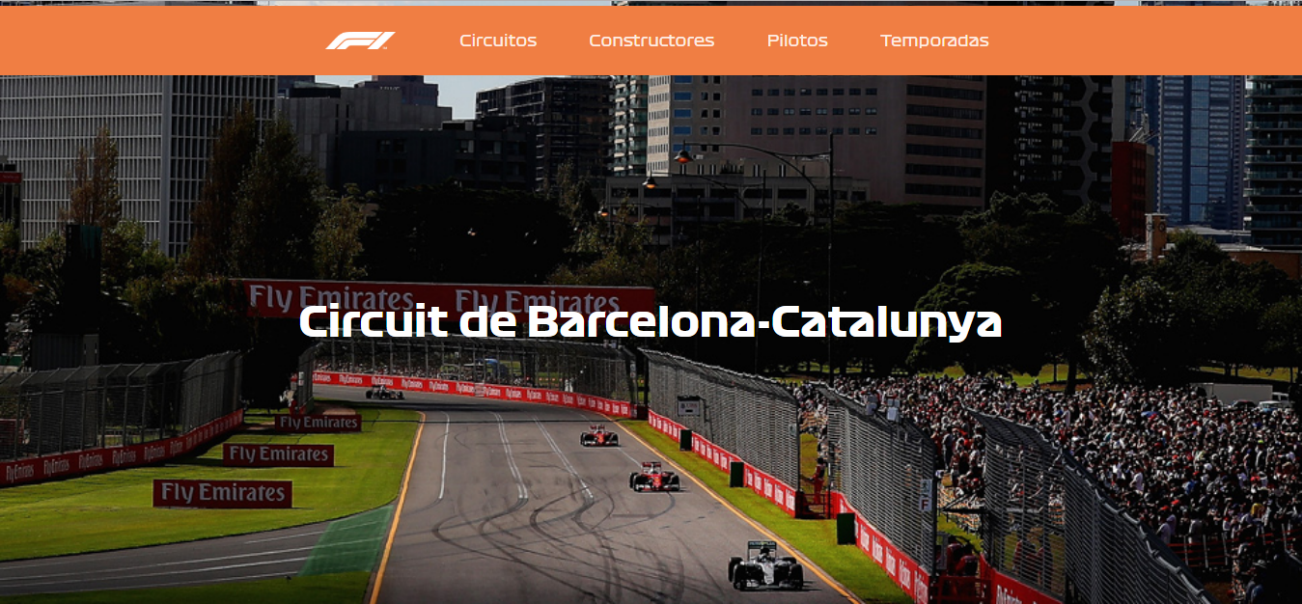 F1
Circuitos Constructores Pilotos Temporadas
Fly Emirates Fly Emirates
Circuit de Barcelona-Catalunya
Fly Emirates
Fly Emirates
Fly Emirates